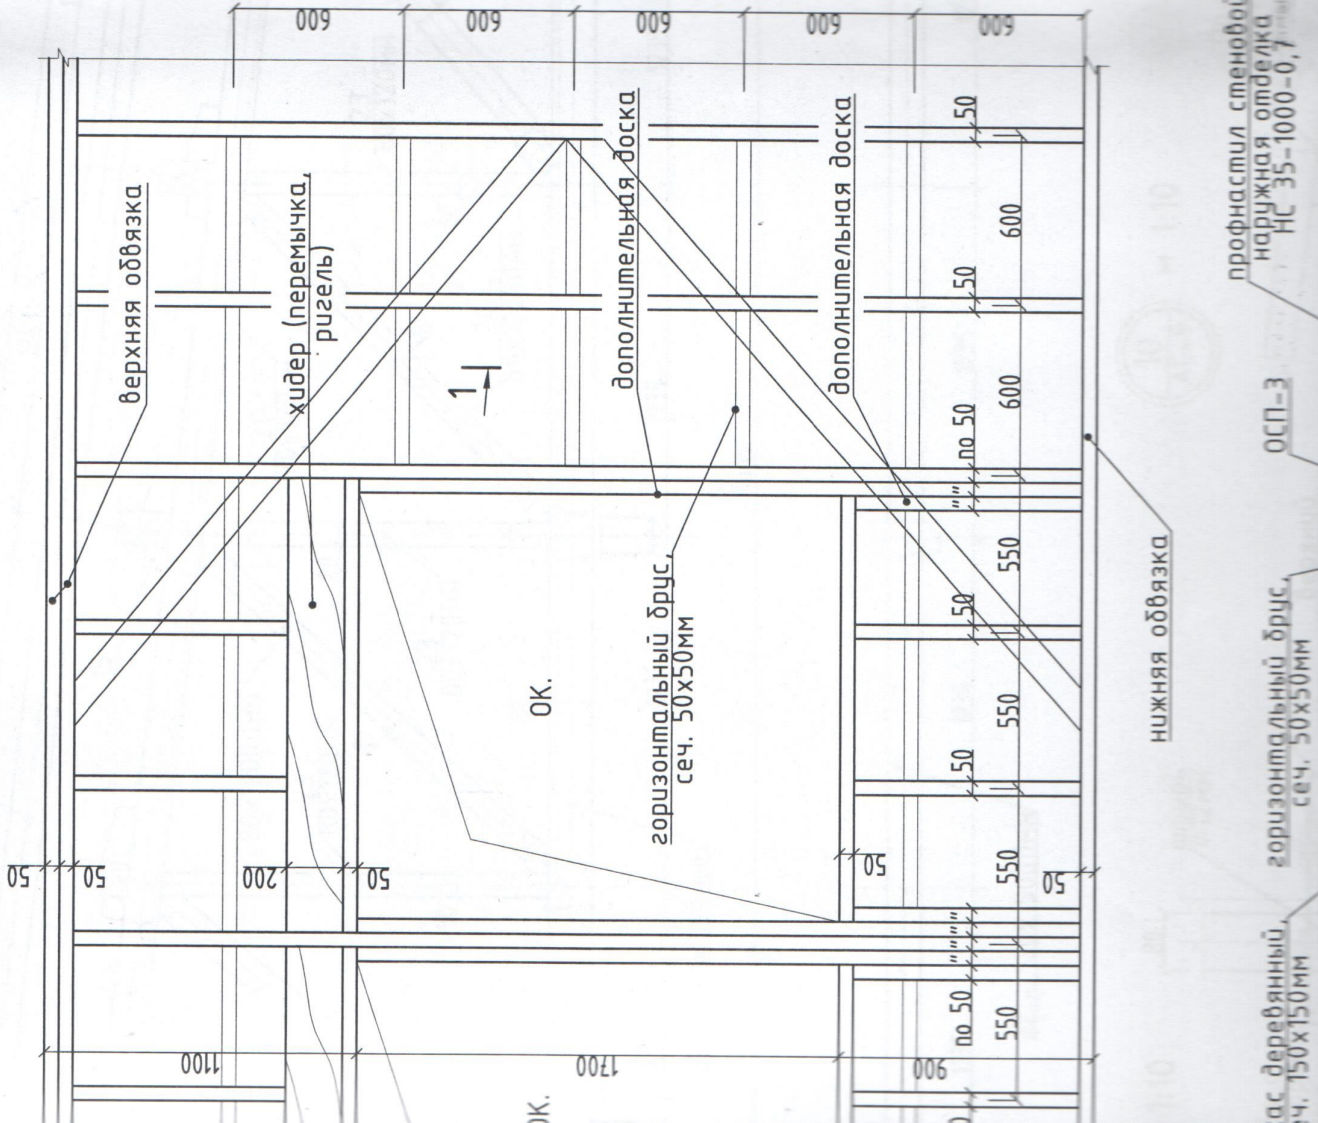 600
600
600
600
600
верхняя обвязка
хидер (перемычка,
ригель)
дополнительная доска
дополнительная доска
1
горизонтальный брус,
сеч. 50х50мм
ОК.
ОК.
нижняя обвязка
50
600
50
600
по 50
""
550
50
550
50
550
""""
по 50
550
50
50
200
50
50
50
1100
1700
900
профнастил стеновой
наружная отделка
НС 35-1000-0,7
ОСП-3
горизонтальный брус,
сеч. 50х50мм
деревянный,
150х150мм